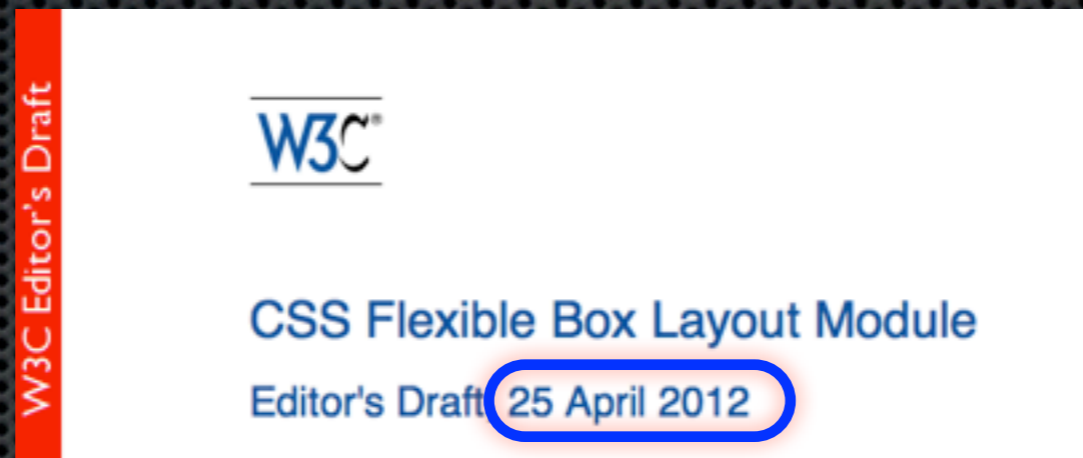 W3C Editor's Draft
W3C®
CSS Flexible Box Layout Module
Editor's Draft 25 April 2012